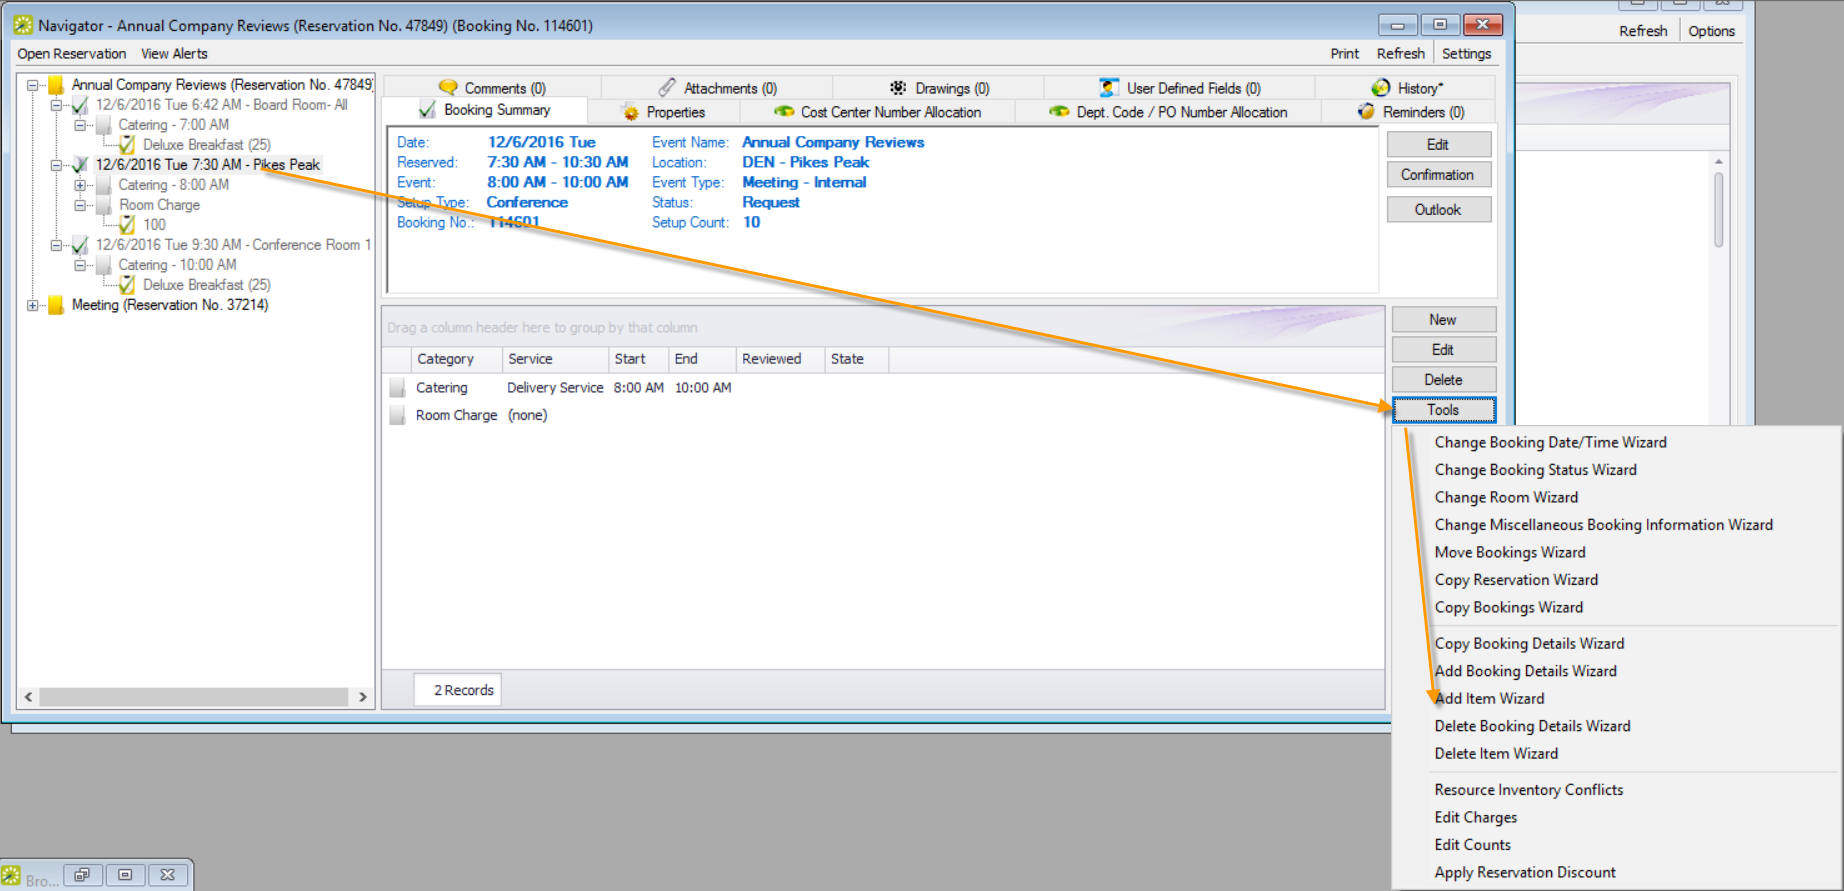 Navigator - Annual Company Reviews (Reservation No. 47849) (Booking No. 114601)
Refresh Options
Open Reservation View Alerts
Print Refresh Settings
Annual Company Reviews (Reservation No. 47849)
12/6/2016 Tue 6:42 AM - Board Room- All
Catering - 7:00 AM
Deluxe Breakfast (25)
12/6/2016 Tue 7:30 AM - Pikes Peak
Catering - 8:00 AM
Room Charge
100
12/6/2016 Tue 9:30 AM - Conference Room 1
Catering - 10:00 AM
Deluxe Breakfast (25)
Meeting (Reservation No. 37214)
Comments (0) Attachments (0) Drawings (0) User Defined Fields (0) History*
Booking Summary Properties Cost Center Number Allocation Dept. Code / PO Number Allocation Reminders (0)
Date: 12/6/2016 Tue Event Name: Annual Company Reviews
Reserved: 7:30 AM - 10:30 AM Location: DEN - Pikes Peak
Event: 8:00 AM - 10:00 AM Event Type: Meeting - Internal
Setup Type: Conference Status: Request
Booking No.: 114601 Setup Count: 10
Edit
Confirmation
Outlook
Drag a column header here to group by that column
Category Service Start End Reviewed State
Catering Delivery Service 8:00 AM 10:00 AM
Room Charge (none)
2 Records
New
Edit
Delete
Tools
Change Booking Date/Time Wizard
Change Booking Status Wizard
Change Room Wizard
Change Miscellaneous Booking Information Wizard
Move Bookings Wizard
Copy Reservation Wizard
Copy Bookings Wizard
Copy Booking Details Wizard
Add Booking Details Wizard
Add Item Wizard
Delete Booking Details Wizard
Delete Item Wizard
Resource Inventory Conflicts
Edit Charges
Edit Counts
Apply Reservation Discount
Bro...